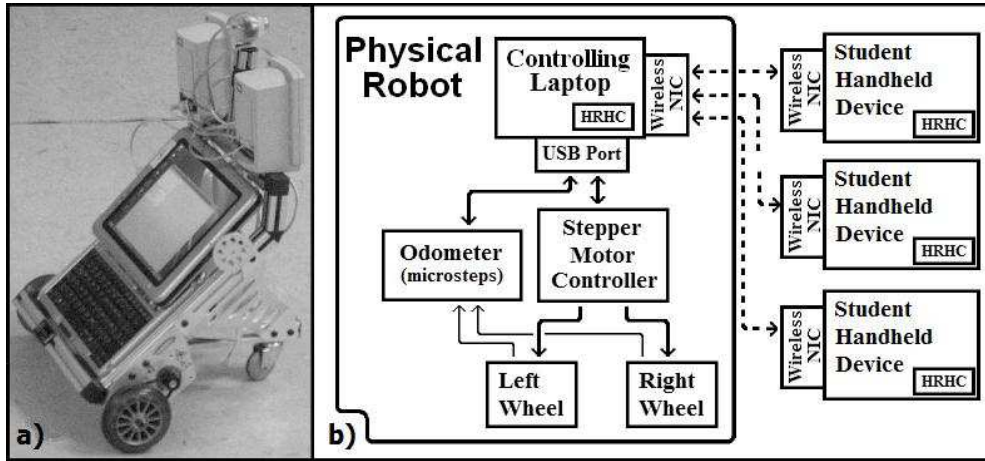 a)
b)
Physical
Robot
Controlling
Laptop
HRHC
Wireless
NIC
USB Port
Odometer
(microsteps)
Stepper
Motor
Controller
Left
Wheel
Right
Wheel
Wireless
NIC
Student
Handheld
Device
HRHC
Wireless
NIC
Student
Handheld
Device
HRHC
Wireless
NIC
Student
Handheld
Device
HRHC